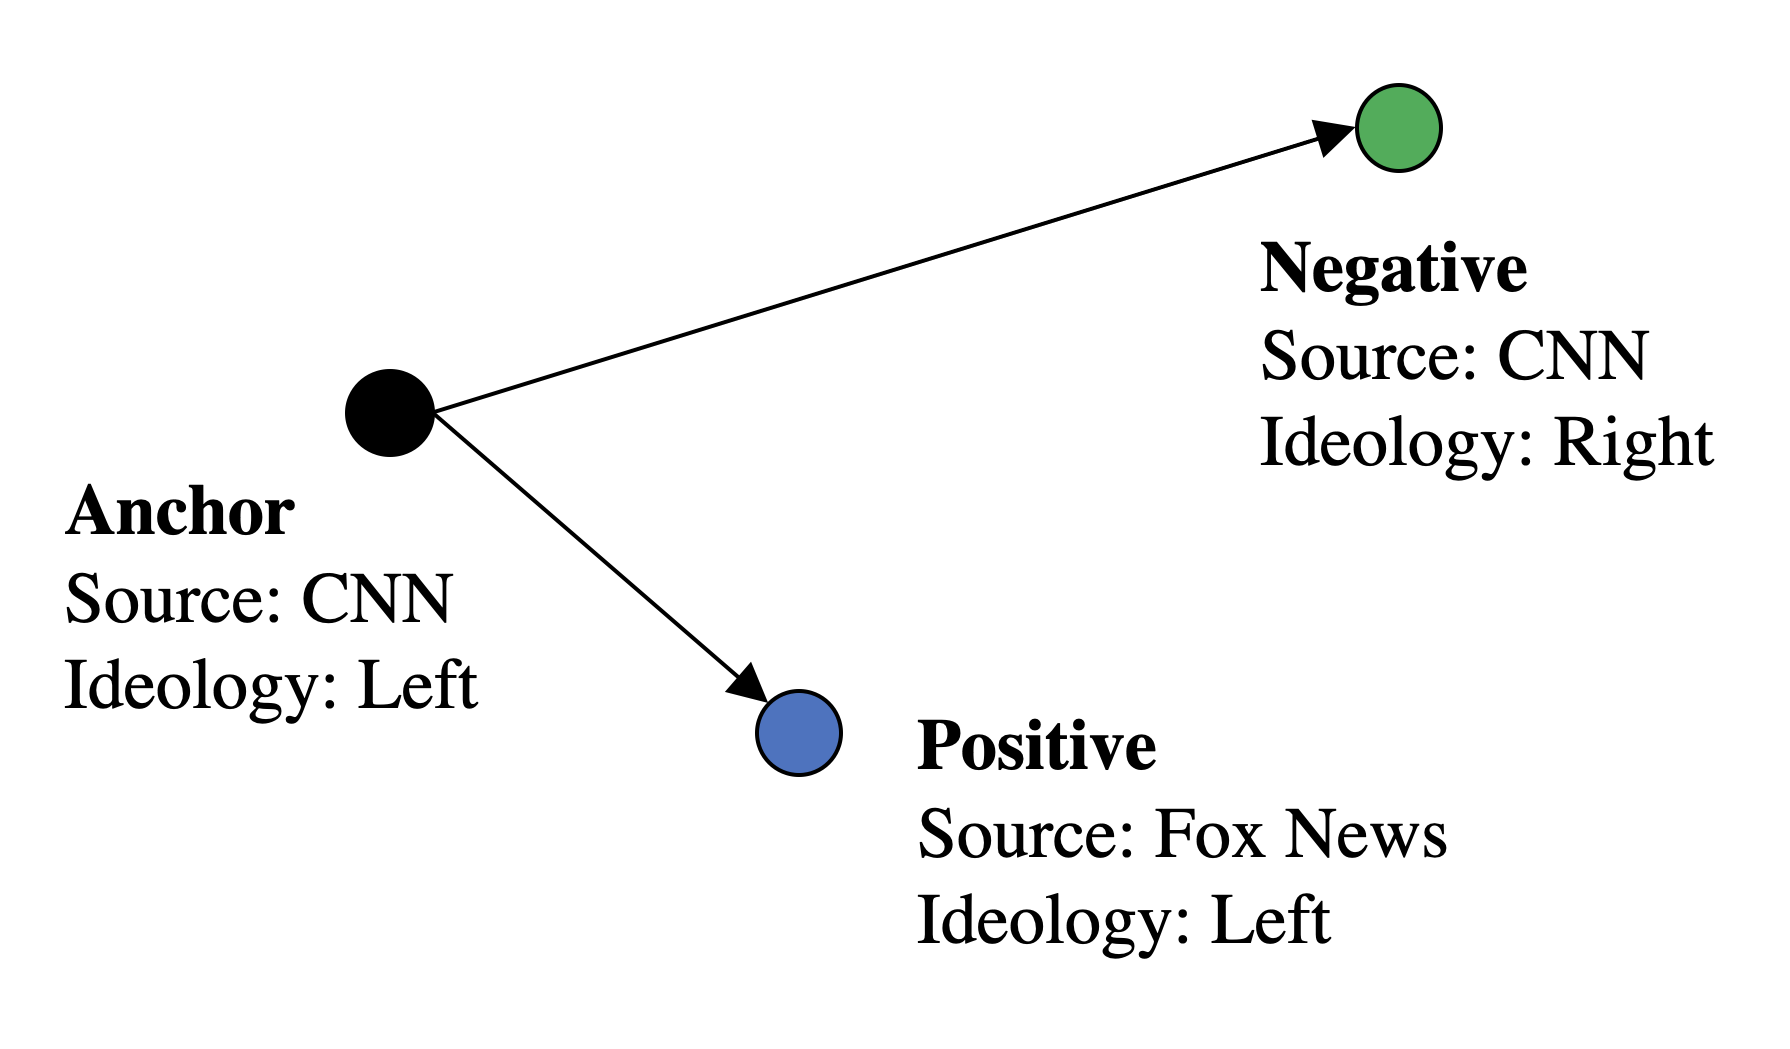 Negative
Source: CNN
Ideology: Right
Anchor
Source: CNN
Ideology: Left
Positive
Source: Fox News
Ideology: Left